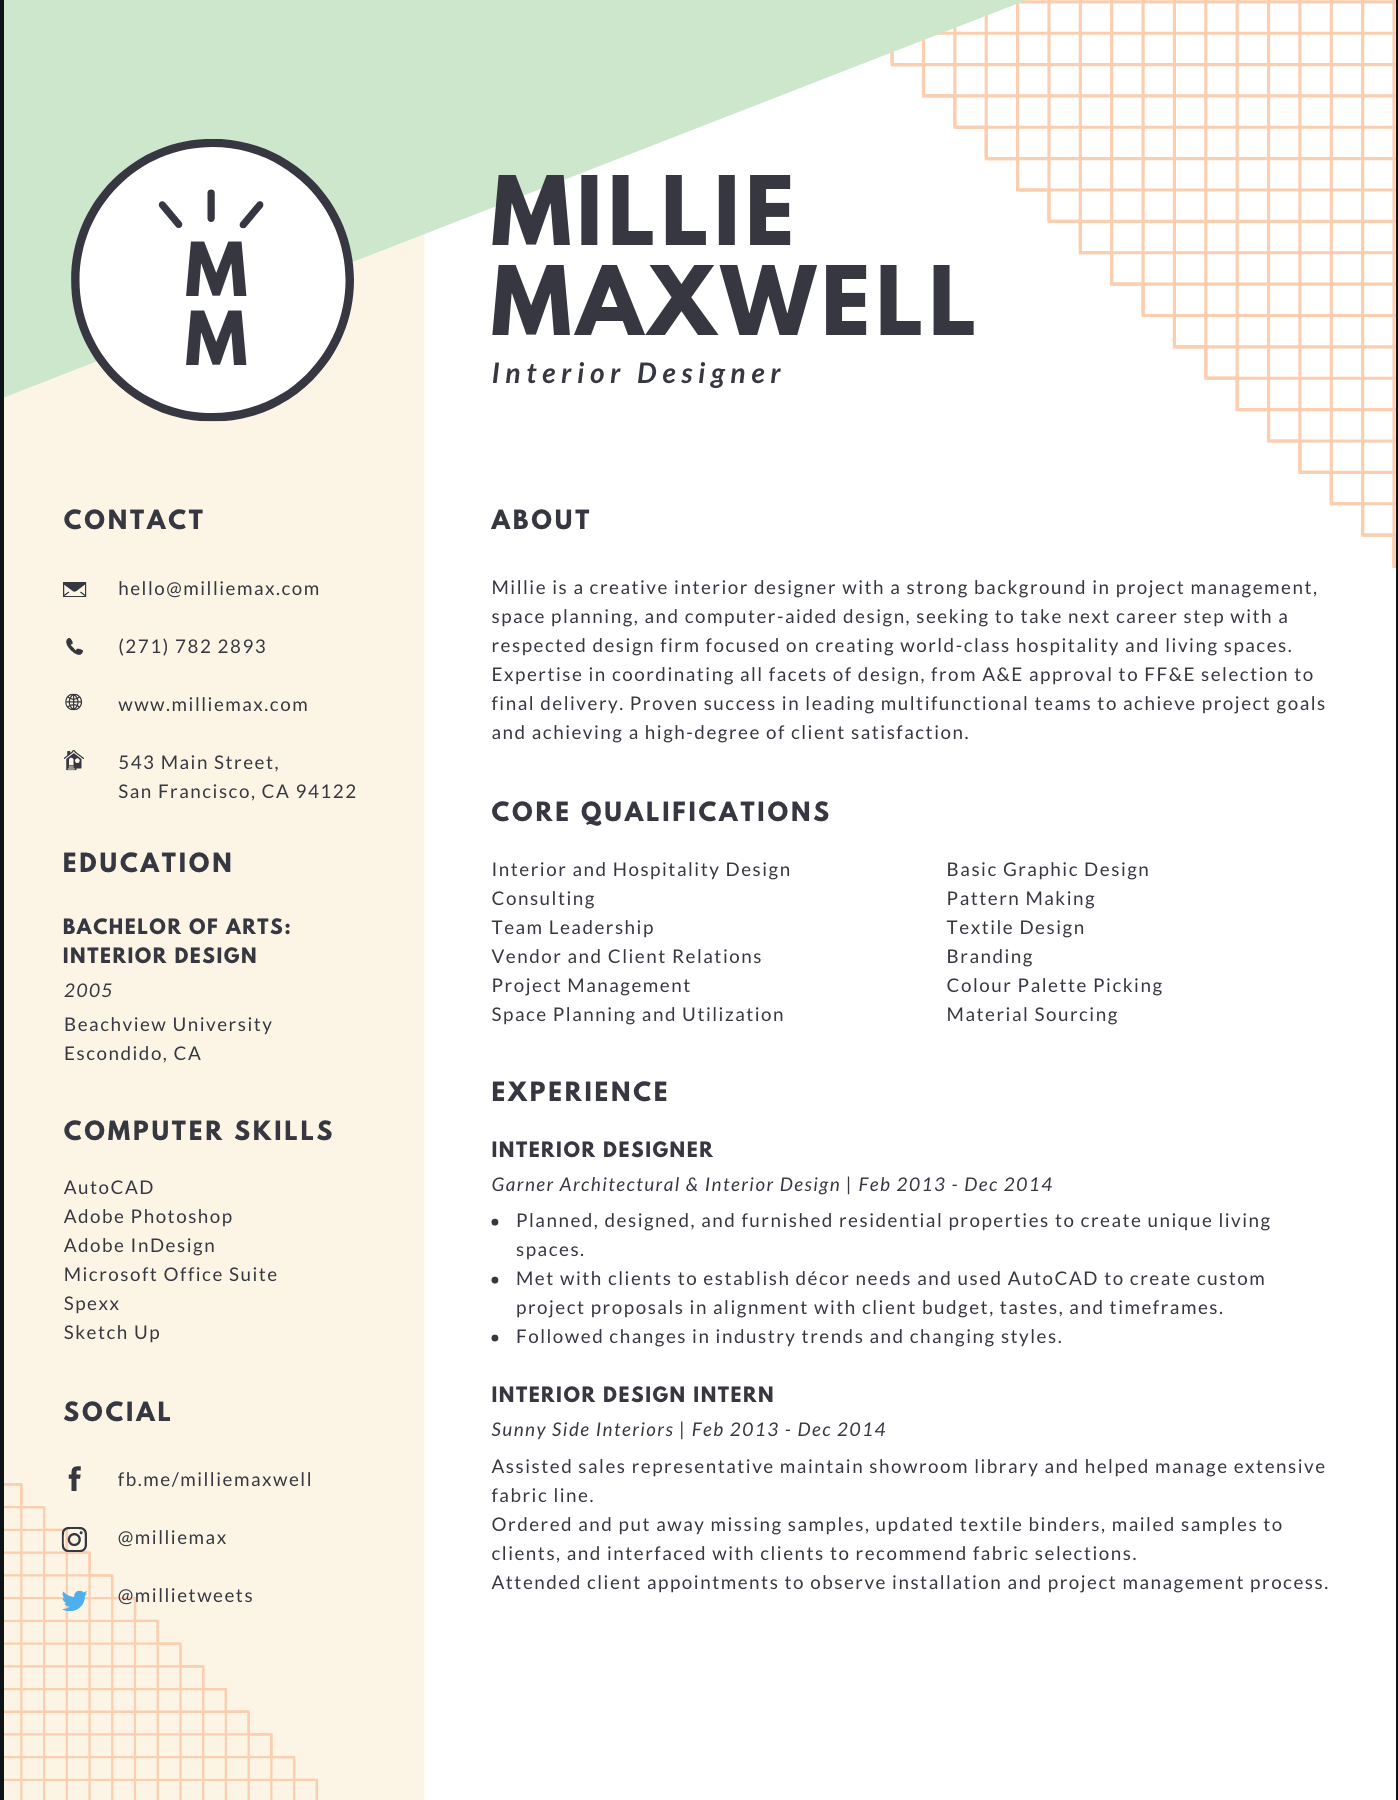 M
M
MILLIE
MAXWELL
Interior Designer
CONTACT
hello@milliemax.com
(271) 782 2893
www.milliemax.com
543 Main Street,
San Francisco, CA 94122
EDUCATION
BACHELOR OF ARTS:
INTERIOR DESIGN
2005
Beachview University
Escondido, CA
COMPUTER SKILLS
AutoCAD
Adobe Photoshop
Adobe InDesign
Microsoft Office Suite
Spexx
Sketch Up
SOCIAL
fb.me/milliemaxwell
@milliemax
@millietweets
ABOUT
Millie is a creative interior designer with a strong background in project management,
space planning, and computer-aided design, seeking to take next career step with a
respected design firm focused on creating world-class hospitality and living spaces.
Expertise in coordinating all facets of design, from A&E approval to FF&E selection to
final delivery. Proven success in leading multifunctional teams to achieve project goals
and achieving a high-degree of client satisfaction.
CORE QUALIFICATIONS
Interior and Hospitality Design
Consulting
Team Leadership
Vendor and Client Relations
Project Management
Space Planning and Utilization
Basic Graphic Design
Pattern Making
Textile Design
Branding
Colour Palette Picking
Material Sourcing
EXPERIENCE
INTERIOR DESIGNER
Garner Architectural & Interior Design | Feb 2013 - Dec 2014
• Planned, designed, and furnished residential properties to create unique living
spaces.
• Met with clients to establish décor needs and used AutoCAD to create custom
project proposals in alignment with client budget, tastes, and timeframes.
• Followed changes in industry trends and changing styles.
INTERIOR DESIGN INTERN
Sunny Side Interiors | Feb 2013 - Dec 2014
Assisted sales representative maintain showroom library and helped manage extensive
fabric line.
Ordered and put away missing samples, updated textile binders, mailed samples to
clients, and interfaced with clients to recommend fabric selections.
Attended client appointments to observe installation and project management process.